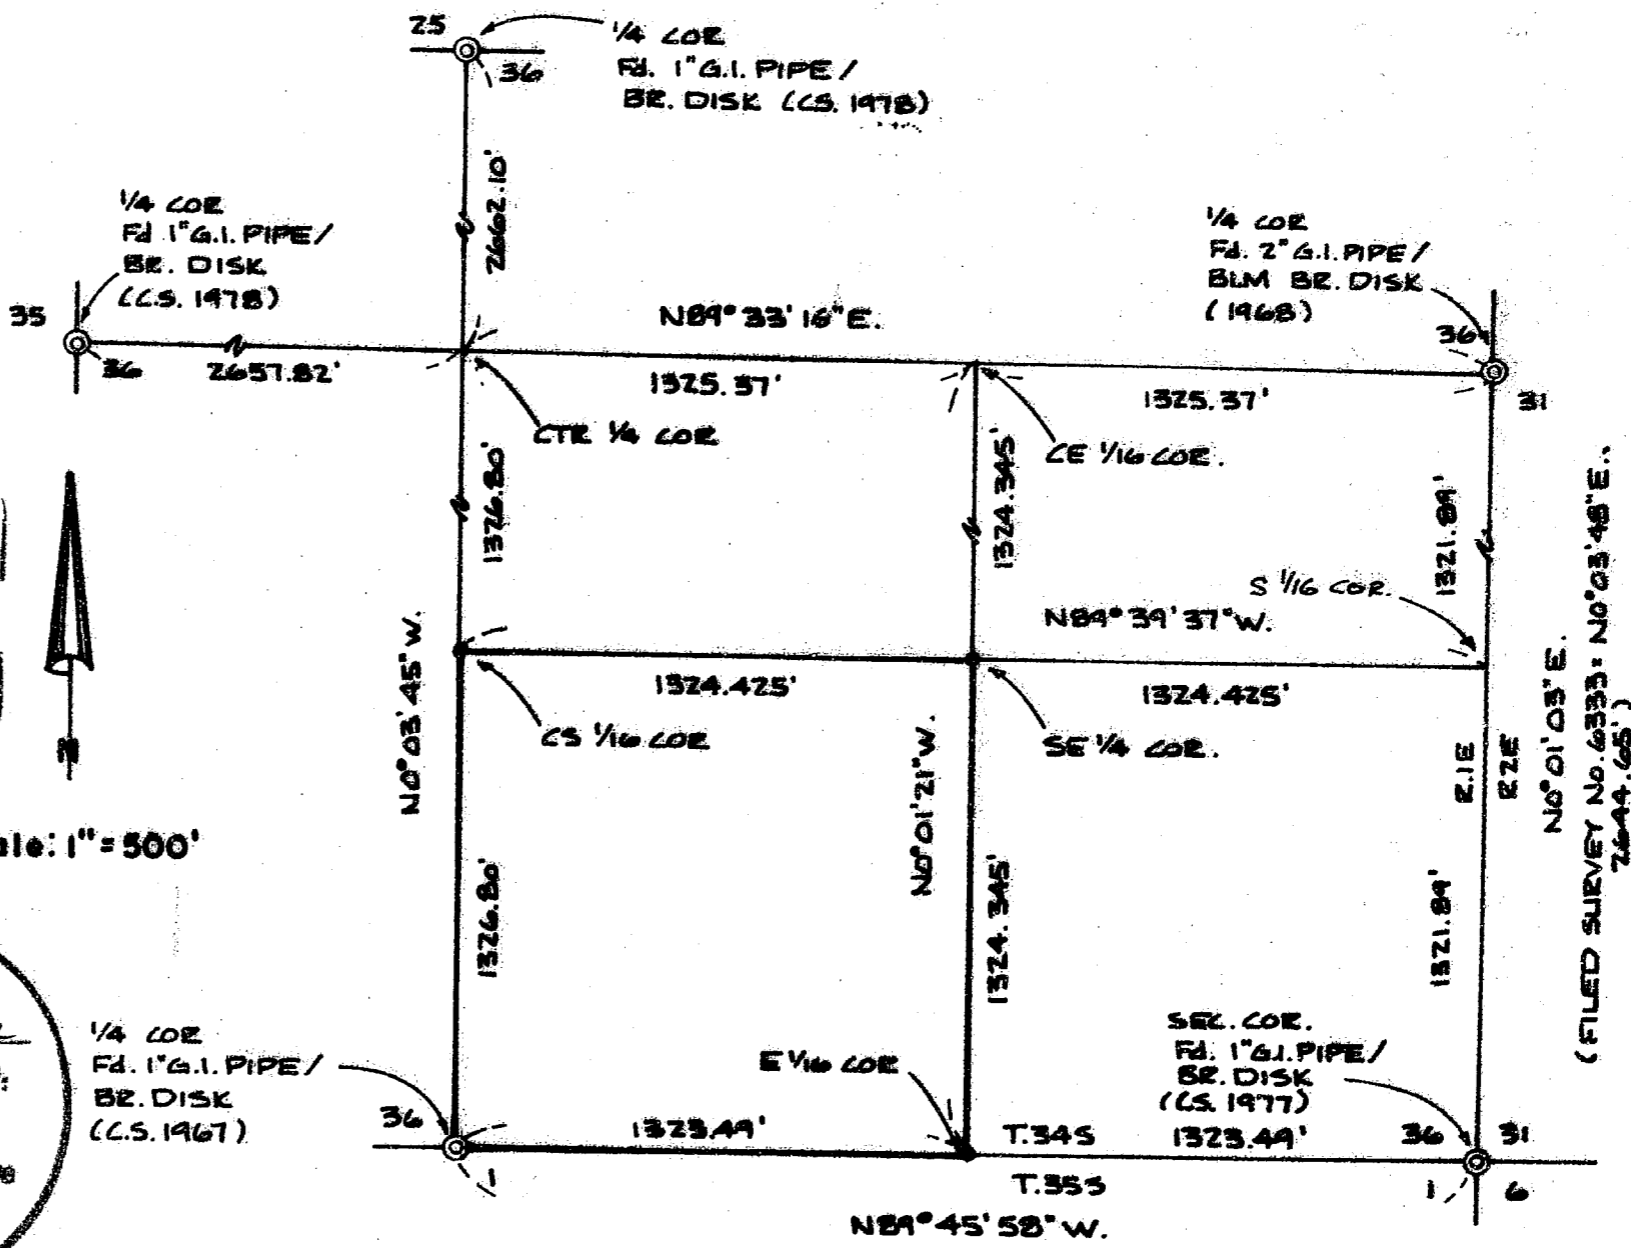 25
36
1/4 COR
Fd. 1" G.I. PIPE /
BR. DISK (C.S. 1978)
2662.10'
1/4 COR
Fd 1" G.I. PIPE /
BR. DISK
(C.S. 1978)
35
36
2657.82'
N89°33'16"E.
1325.37'
1325.37'
1/4 COR
Fd. 2" G.I. PIPE /
BLM BR. DISK
(1968)
36
31
CTR 1/4 COR
CE 1/16 COR.
1326.80'
1324.345'
1321.89'
S 1/16 COR.
N89°39'37"W.
1324.425'
1324.425'
CS 1/16 COR
SE 1/4 COR.
N0°03'45"W.
N0°01'21"W.
R.1E
R2E
N0°01'03"E.
(FILED SURVEY No. 6333 = N0°03'48"E.,
2644.65')
ale: 1" = 500'
1326.80'
1324.345'
1321.89'
1/4 COR
Fd. 1" G.I. PIPE /
BR. DISK
(C.S. 1967)
36
1
E 1/16 COR
1323.49'
T.34S
T.35S
1323.49'
SEC. COR.
Fd. 1" G.I. PIPE /
BR. DISK
(C.S. 1977)
36
31
1
6
N89°45'58"W.